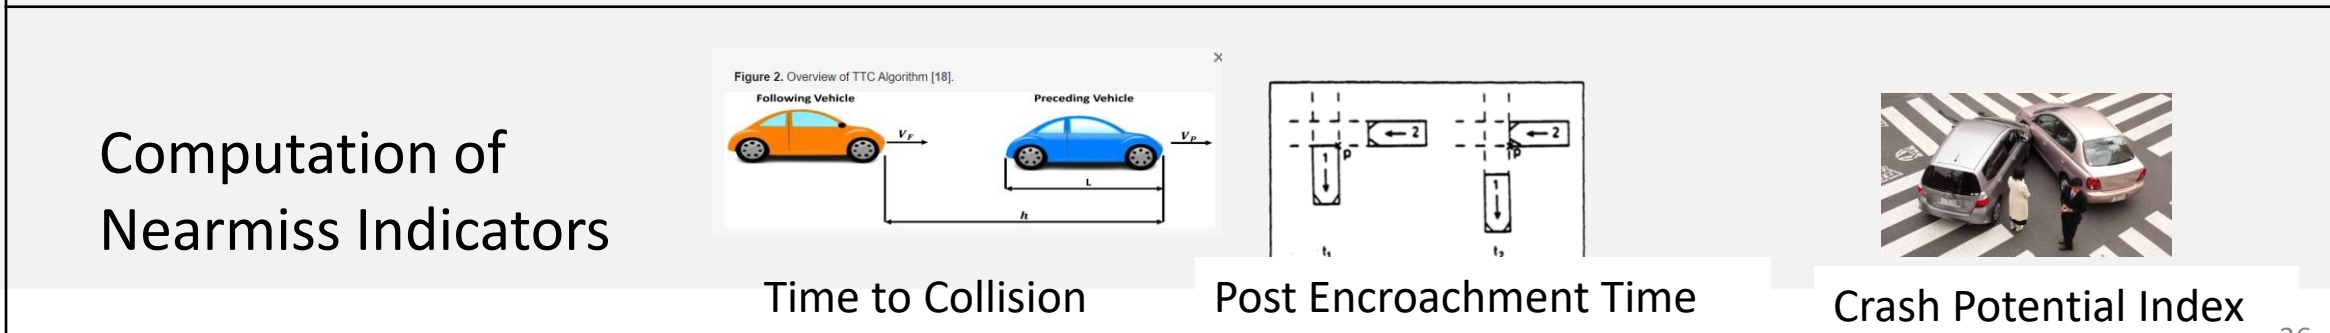 Computation of
Nearmiss Indicators
×
Figure 2. Overview of TTC Algorithm [18].
Following Vehicle
Preceding Vehicle
V_F
V_P
L
h
2
2
1
P
P
1
t₁
t₂
Time to Collision
Post Encroachment Time
Crash Potential Index